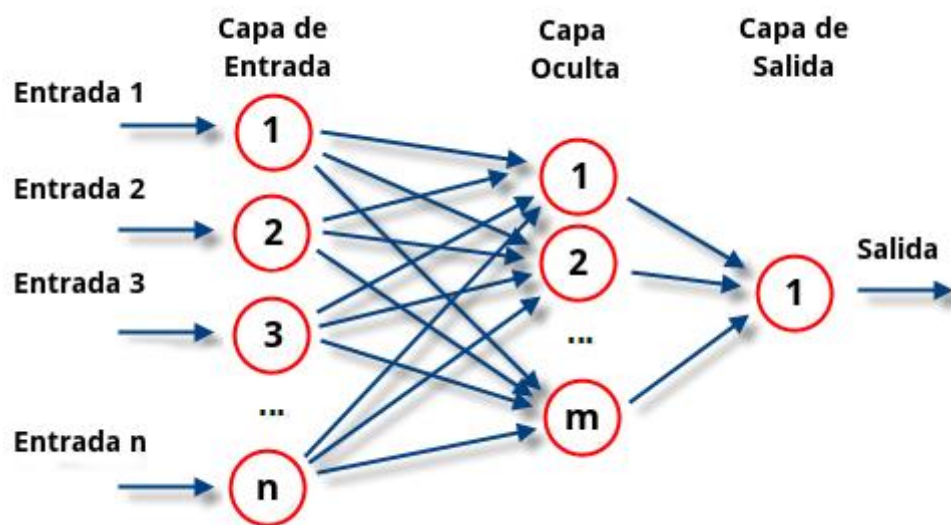 Capa de
Entrada
Capa
Oculta
Capa de
Salida
Entrada 1
1
Entrada 2
2
Entrada 3
3
...
Entrada n
n
1
2
...
m
1
Salida